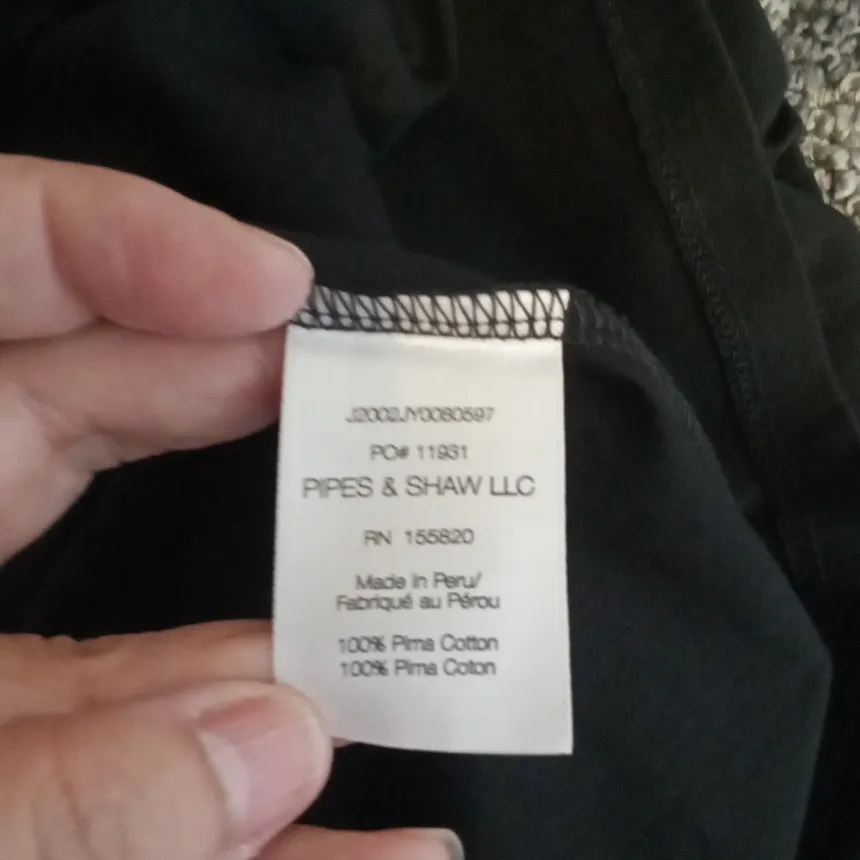 J2002JY0080597
PO# 11931
PIPES & SHAW LLC
RN 155820
Made in Peru/
Fabriqué au Pérou
100% Pima Cotton
100% Pima Coton